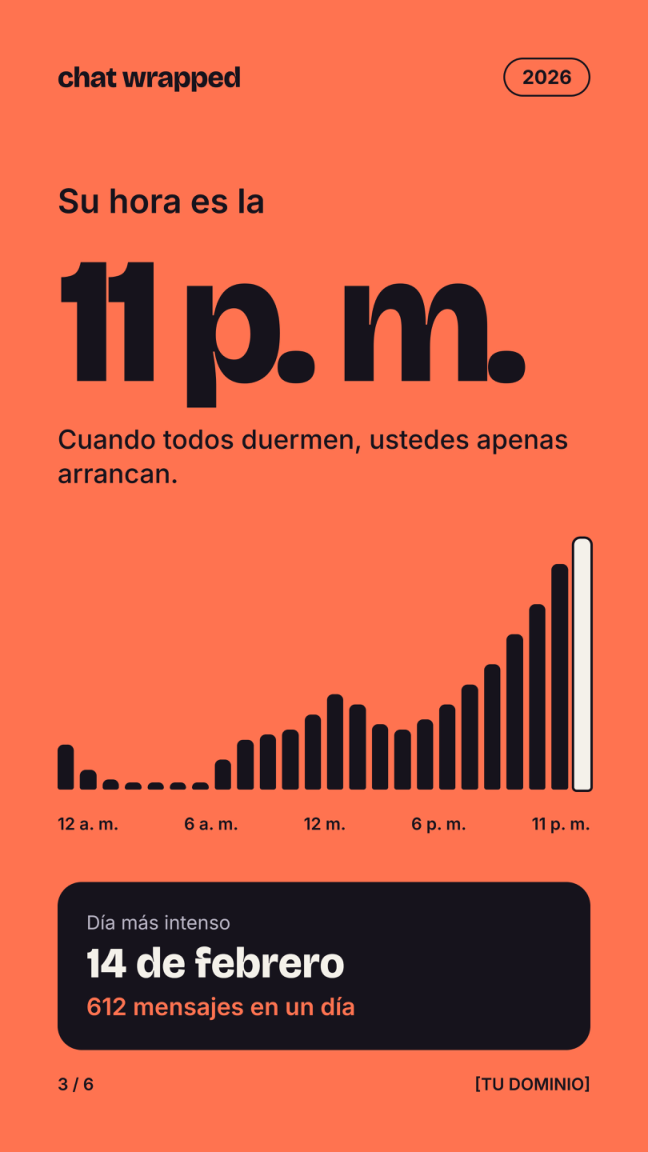 chat wrapped
2026
Su hora es la
11 p. m.
Cuando todos duermen, ustedes apenas
arrancan.
12 a. m. 6 a. m. 12 m. 6 p. m. 11 p. m.
Día más intenso
14 de febrero
612 mensajes en un día
3 / 6
[TU DOMINIO]